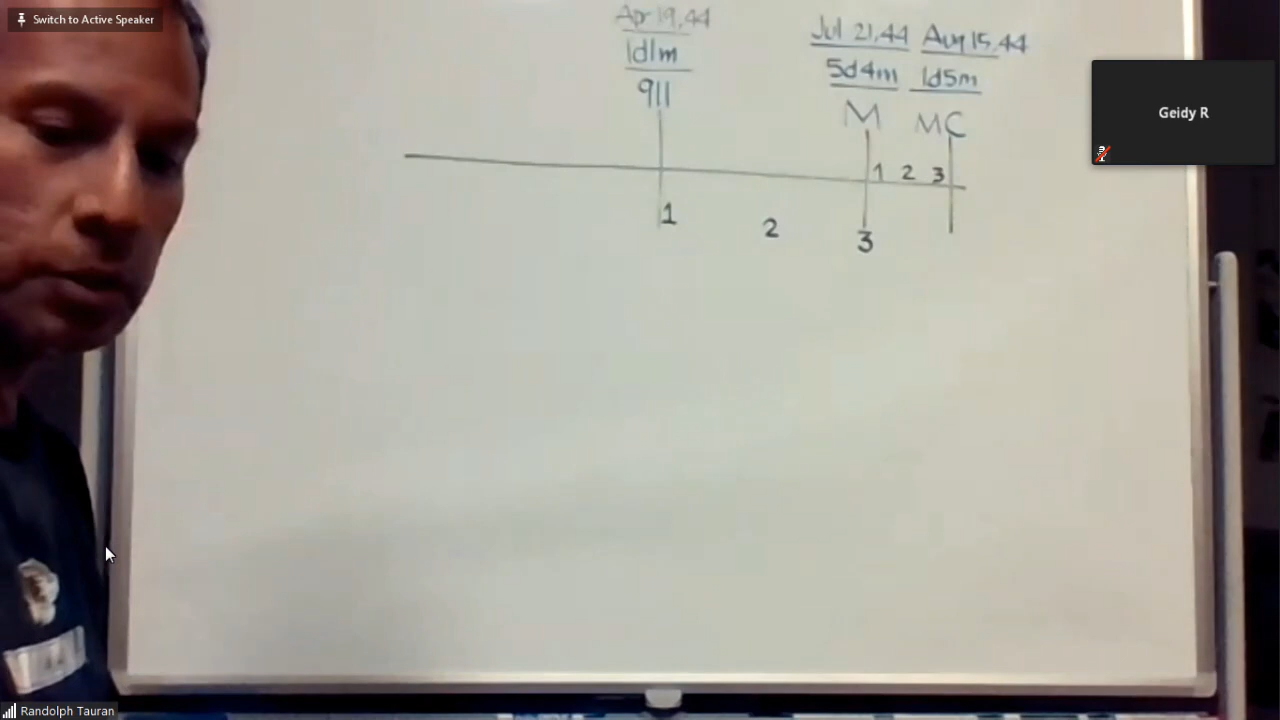 Switch to Active Speaker
Apr 19,44
1d1m
911
Jul 21,44 Aug 15,44
5d4m 1d5m
M MC
1 2 3
1 2 3
Geidy R
Randolph Tauran